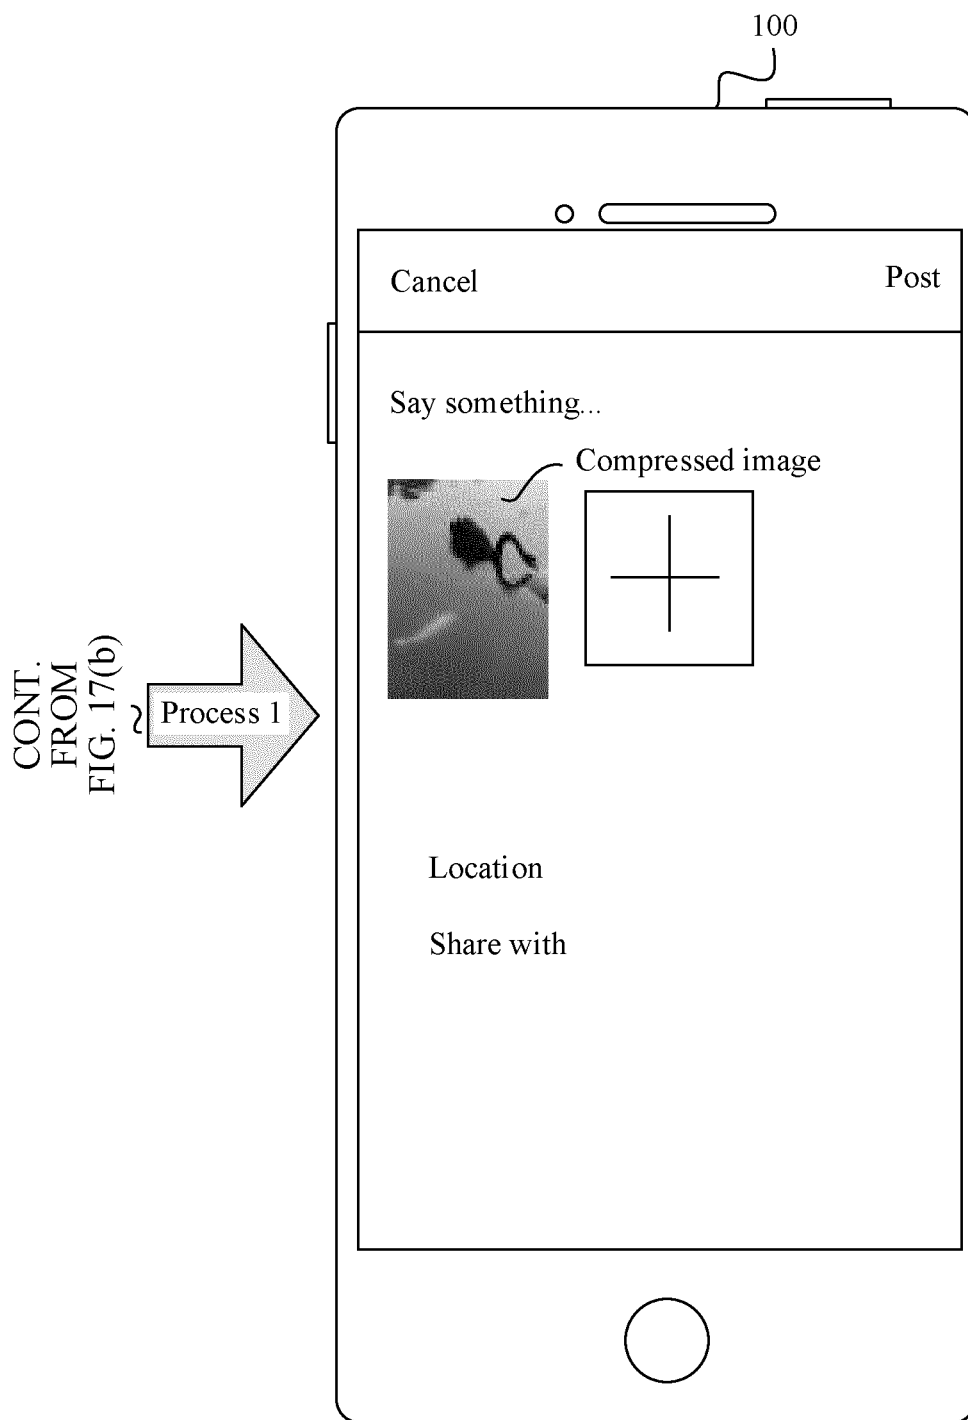 100
Cancel
Post
Say something...
Compressed image
CONT.
FROM
FIG. 17(b)
Process 1
Location
Share with